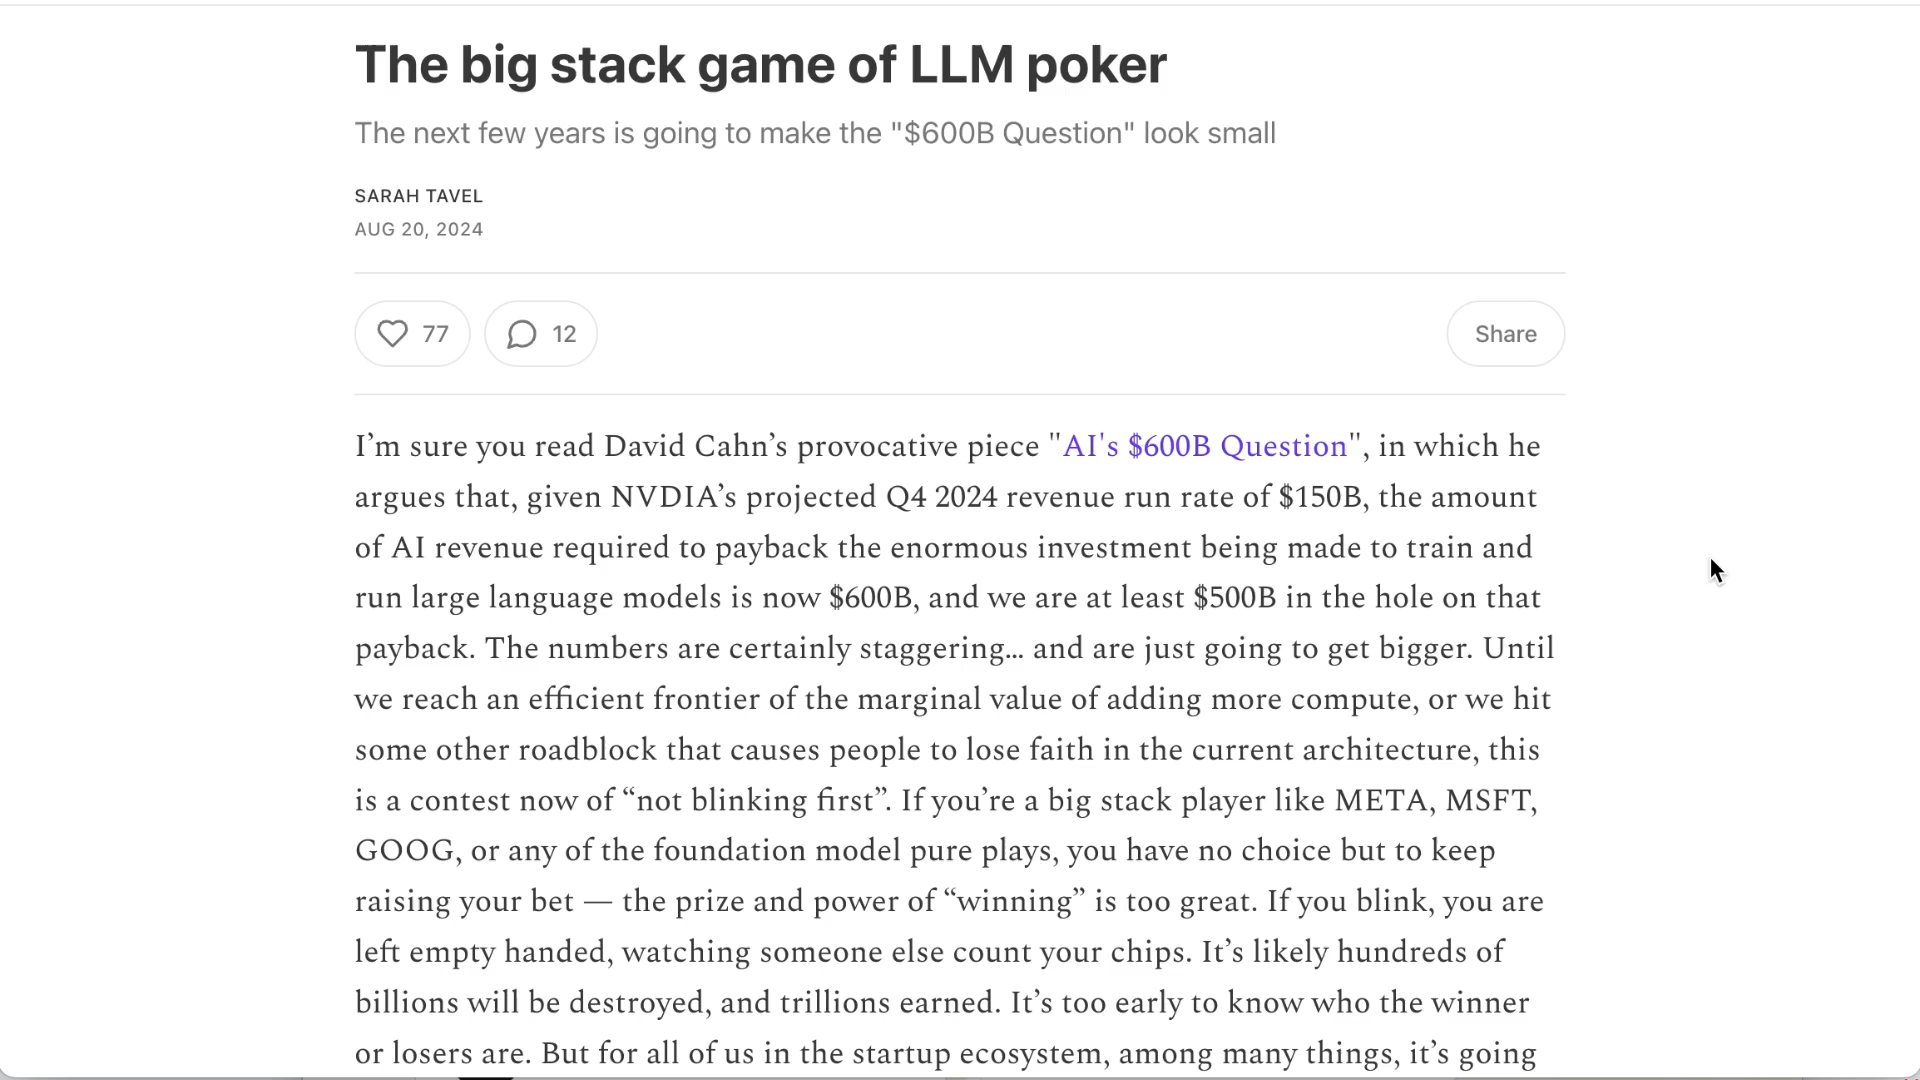 The big stack game of LLM poker
The next few years is going to make the "$600B Question" look small
SARAH TAVEL
AUG 20, 2024
77
12
Share
I’m sure you read David Cahn’s provocative piece "AI's $600B Question", in which he
argues that, given NVDIA’s projected Q4 2024 revenue run rate of $150B, the amount
of AI revenue required to payback the enormous investment being made to train and
run large language models is now $600B, and we are at least $500B in the hole on that
payback. The numbers are certainly staggering… and are just going to get bigger. Until
we reach an efficient frontier of the marginal value of adding more compute, or we hit
some other roadblock that causes people to lose faith in the current architecture, this
is a contest now of “not blinking first”. If you’re a big stack player like META, MSFT,
GOOG, or any of the foundation model pure plays, you have no choice but to keep
raising your bet — the prize and power of “winning” is too great. If you blink, you are
left empty handed, watching someone else count your chips. It’s likely hundreds of
billions will be destroyed, and trillions earned. It’s too early to know who the winner
or losers are. But for all of us in the startup ecosystem, among many things, it’s going